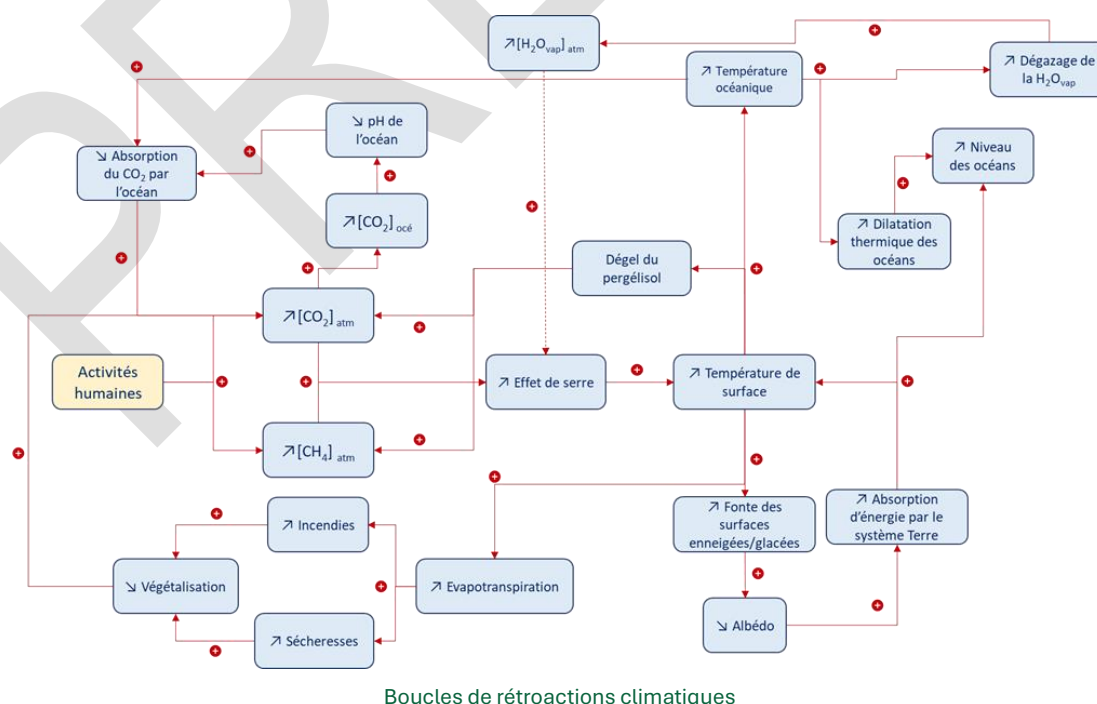 ↗[H₂Oᵥₐₚ] atm
↗ Température
océanique
↗ Dégazage de
la H₂Oᵥₐₚ
↘ pH de
l’océan
↗ Niveau
des océans
↘ Absorption
du CO₂ par
l’océan
↗[CO₂] océ
↗ Dilatation
thermique des
océans
Dégel du
pergélisol
↗[CO₂] atm
Activités
humaines
↗ Effet de serre
↗ Température de
surface
↗[CH₄] atm
↗ Incendies
↗ Fonte des
surfaces
enneigées/glacées
↗ Absorption
d’énergie par le
système Terre
↘ Végétalisation
↗ Evapotranspiration
↗ Sécheresses
↘ Albédo
Boucles de rétroactions climatiques